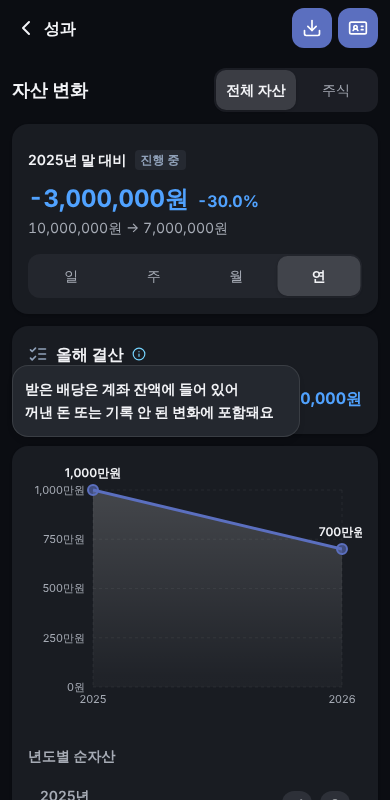 성과
자산 변화
전체 자산
주식
2025년 말 대비
진행 중
-3,000,000원 -30.0%
10,000,000원 → 7,000,000원
일
주
월
연
올해 결산
받은 배당은 계좌 잔액에 들어 있어
꺼낸 돈 또는 기록 안 된 변화에 포함돼요
0,000원
1,000만원
1,000만원
700만원
750만원
500만원
250만원
0원
2025
2026
년도별 순자산
2025년